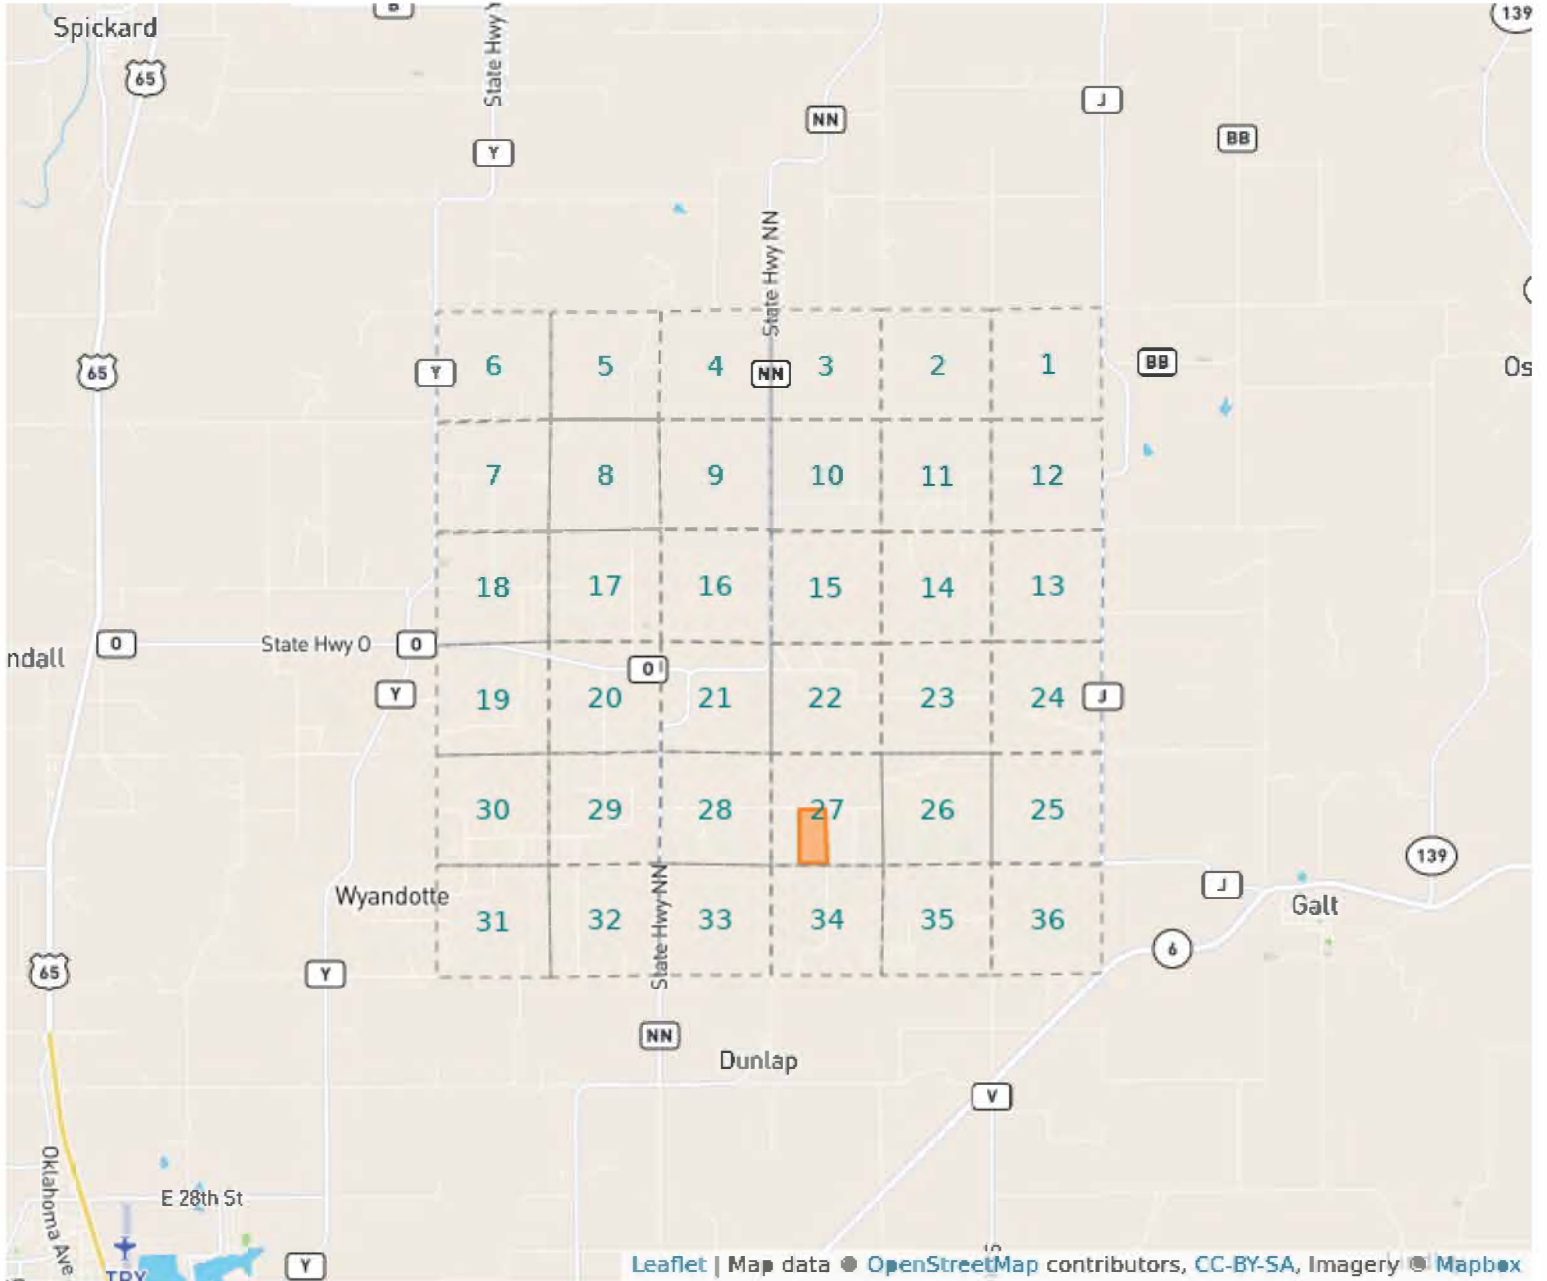 B
139
Spickard
State Hwy Y
65
J
NN
BB
Y
State Hwy NN
6 5 4 NN 3 2 1
Y
BB
65
Os
7 8 9 10 11 12
18 17 16 15 14 13
O State Hwy O O
ndall
O
Y
19 20 21 22 23 24 J
30 29 28 27 26 25
139
J
Wyandotte
Galt
31 32 33 34 35 36
State Hwy NN
6
65
Y
NN
Dunlap
V
Oklahoma Ave
E 28th St
TRX
Y
Leaflet | Map data © OpenStreetMap contributors, CC-BY-SA, Imagery © Mapbox